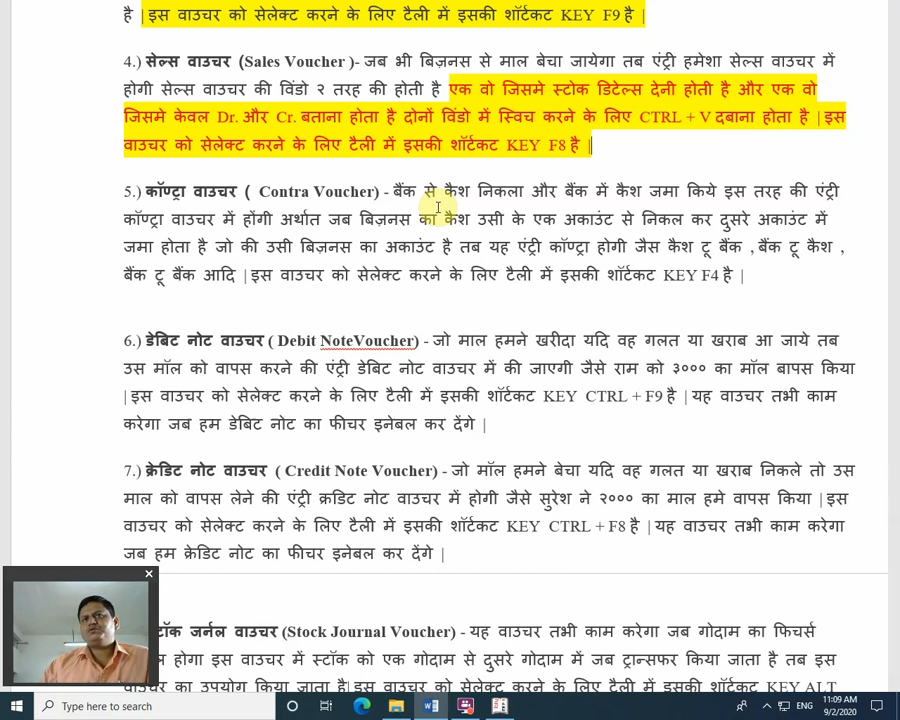 है | इस वाउचर को सेलेक्ट करने के लिए टैली में इसकी शॉर्टकट KEY F9 है |
4.) सेल्स वाउचर (Sales Voucher )- जब भी बिज़नस से माल बेचा जायेगा तब एंट्री हमेशा सेल्स वाउचर में
होगी सेल्स वाउचर की विंडो २ तरह की होती है एक वो जिसमे स्टोक डिटेल्स देनी होती है और एक वो
जिसमे केवल Dr. और Cr. बताना होता है दोनों विंडो में स्विच करने के लिए CTRL + V दबाना होता है | इस
वाउचर को सेलेक्ट करने के लिए टैली में इसकी शॉर्टकट KEY F8 है |
5.) कॉण्ट्रा वाउचर ( Contra Voucher) - बैंक से कैश निकला और बैंक में कैश जमा किये इस तरह की एंट्री
कॉण्ट्रा वाउचर में होंगी अर्थात जब बिज़नस का कैश उसी के एक अकाउंट से निकल कर दुसरे अकाउंट में
जमा होता है जो की उसी बिज़नस का अकाउंट है तब यह एंट्री कॉण्ट्रा होगी जैस कैश टू बैंक , बैंक टू कैश ,
बैंक टू बैंक आदि | इस वाउचर को सेलेक्ट करने के लिए टैली में इसकी शॉर्टकट KEY F4 है |
6.) डेबिट नोट वाउचर ( Debit NoteVoucher) - जो माल हमने खरीदा यदि वह गलत या खराब आ जाये तब
उस मॉल को वापस करने की एंट्री डेबिट नोट वाउचर में की जाएगी जैसे राम को ३००० का मॉल बापस किया
| इस वाउचर को सेलेक्ट करने के लिए टैली में इसकी शॉर्टकट KEY CTRL + F9 है | यह वाउचर तभी काम
करेगा जब हम डेबिट नोट का फीचर इनेबल कर देंगे |
7.) क्रेडिट नोट वाउचर ( Credit Note Voucher) - जो मॉल हमने बेचा यदि वह गलत या खराब निकले तो उस
माल को वापस लेने की एंट्री क्रडिट नोट वाउचर में होगी जैसे सुरेश ने २००० का माल हमे वापस किया | इस
वाउचर को सेलेक्ट करने के लिए टैली में इसकी शॉर्टकट KEY CTRL + F8 है | यह वाउचर तभी काम करेगा
जब हम क्रेडिट नोट का फीचर इनेबल कर देंगे |
जर्नल वाउचर (Stock Journal Voucher) - यह वाउचर तभी काम करेगा जब गोदाम का फिचर्स
होगा इस वाउचर में स्टॉक को एक गोदाम से दुसरे गोदाम में जब ट्रान्सफर किया जाता है तब इस
वाउचर का उपयोग किया जाता है| इस वाउचर को सेलेक्ट करने के लिए टैली में इसकी शॉर्टकट KEY ALT
Type here to search
ENG
11:09 AM
9/2/2020